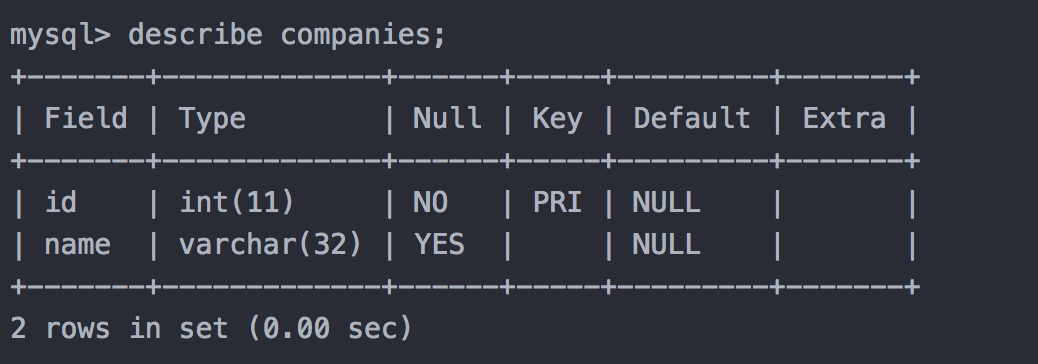 mysql> describe companies;
+-------+-------------+------+-----+---------+-------+
| Field | Type        | Null | Key | Default | Extra |
+-------+-------------+------+-----+---------+-------+
| id    | int(11)     | NO   | PRI | NULL    |       |
| name  | varchar(32) | YES  |     | NULL    |       |
+-------+-------------+------+-----+---------+-------+
2 rows in set (0.00 sec)